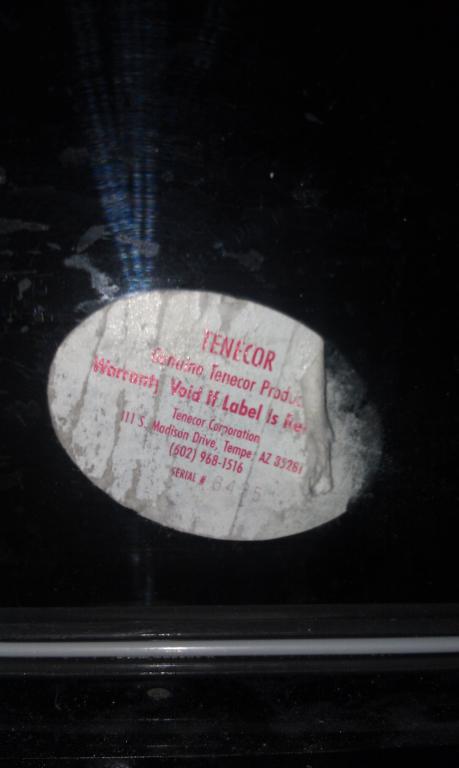 TENECOR
Genuine Tenecor Produc
Warranty Void If Label Is Re
Tenecor Corporation
111 S. Madison Drive, Tempe, AZ 85281
(602) 968-1516
SERIAL #